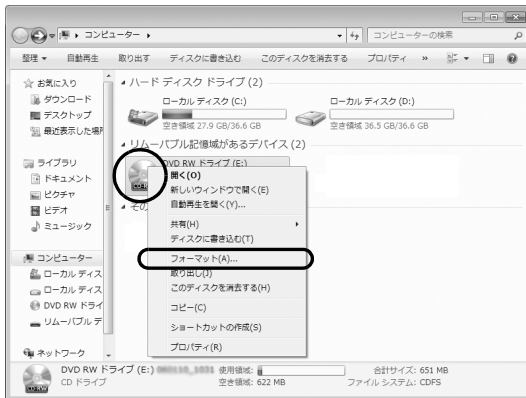 コンピューター
コンピューターの検索
整理 自動再生 取り出す ディスクに書き込む このディスクを消去する プロパティ »
お気に入り
ダウンロード
デスクトップ
最近表示した場所
ライブラリ
ドキュメント
ピクチャ
ビデオ
ミュージック
コンピューター
ローカル ディス
ローカル ディス
DVD RW ドライ
リムーバブル デ
ネットワーク
ハード ディスク ドライブ (2)
ローカル ディスク (C:)
空き領域 27.9 GB/36.6 GB
ローカル ディスク (D:)
空き領域 36.5 GB/36.6 GB
リムーバブル記憶域があるデバイス (2)
DVD RW ドライブ (E:)
CD-R
その
開く(O)
新しいウィンドウで開く(E)
自動再生を開く(Y)...
共有(H)
ディスクに書き込む(T)
フォーマット(A)...
取り出し(J)
このディスクを消去する(H)
コピー(C)
ショートカットの作成(S)
プロパティ(R)
DVD RW ドライブ (E:) 使用領域: 合計サイズ: 651 MB
CD ドライブ 空き領域: 622 MB ファイル システム: CDFS
CD-RW